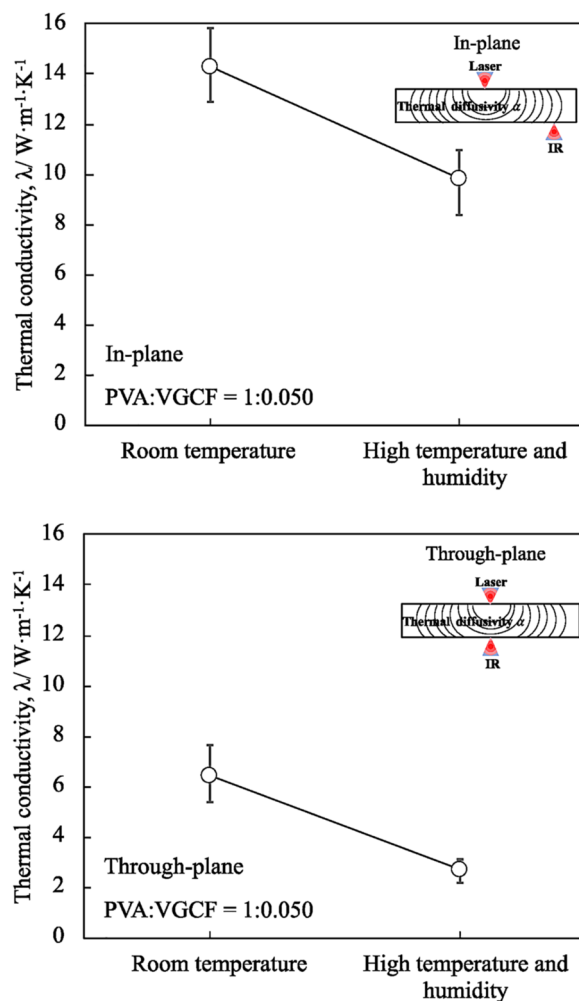 Thermal conductivity, λ/ W·m⁻¹·K⁻¹
16
14
12
10
8
6
4
2
0
In-plane
Laser
Thermal diffusivity α
IR
In-plane
PVA:VGCF = 1:0.050
Room temperature
High temperature and
humidity
Thermal conductivity, λ/ W·m⁻¹·K⁻¹
16
14
12
10
8
6
4
2
0
Through-plane
Laser
Thermal diffusivity α
IR
Through-plane
PVA:VGCF = 1:0.050
Room temperature
High temperature and
humidity